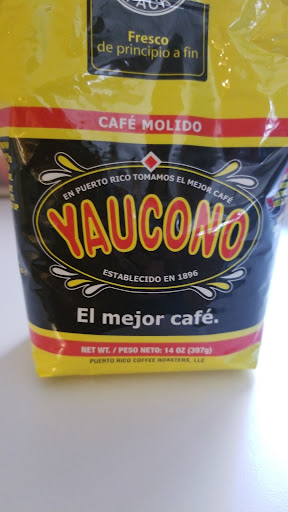 Fresco
de principio a fin
CAFÉ MOLIDO
EN PUERTO RICO TOMAMOS EL MEJOR CAFÉ
YAUCONO
ESTABLECIDO EN 1896
El mejor café.
NET WT. / PESO NETO: 14 OZ (397g)
PUERTO RICO COFFEE ROASTERS, LLC